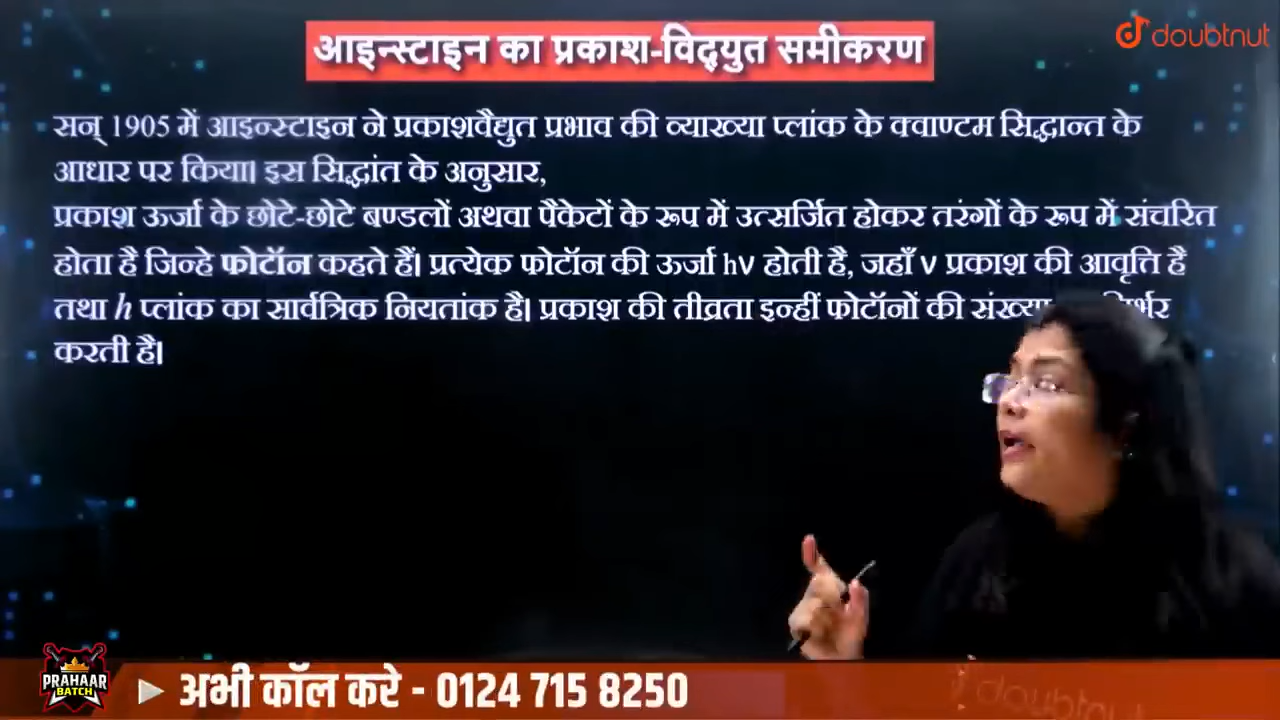 आइन्स्टाइन का प्रकाश-विद्युत समीकरण
doubtnut
सन् 1905 में आइन्स्टाइन ने प्रकाशवैद्युत प्रभाव की व्याख्या प्लांक के क्वाण्टम सिद्धान्त के
आधार पर किया। इस सिद्धांत के अनुसार,
प्रकाश ऊर्जा के छोटे-छोटे बण्डलों अथवा पैकेटों के रूप में उत्सर्जित होकर तरंगों के रूप में संचरित
होता है जिन्हे फोटॉन कहते हैं। प्रत्येक फोटॉन की ऊर्जा hν होती है, जहाँ ν प्रकाश की आवृत्ति है
तथा h प्लांक का सार्वत्रिक नियतांक है। प्रकाश की तीव्रता इन्हीं फोटॉनों की
करती है।
PRAHAAR
BATCH
अभी कॉल करे - 0124 715 8250
doubtnut